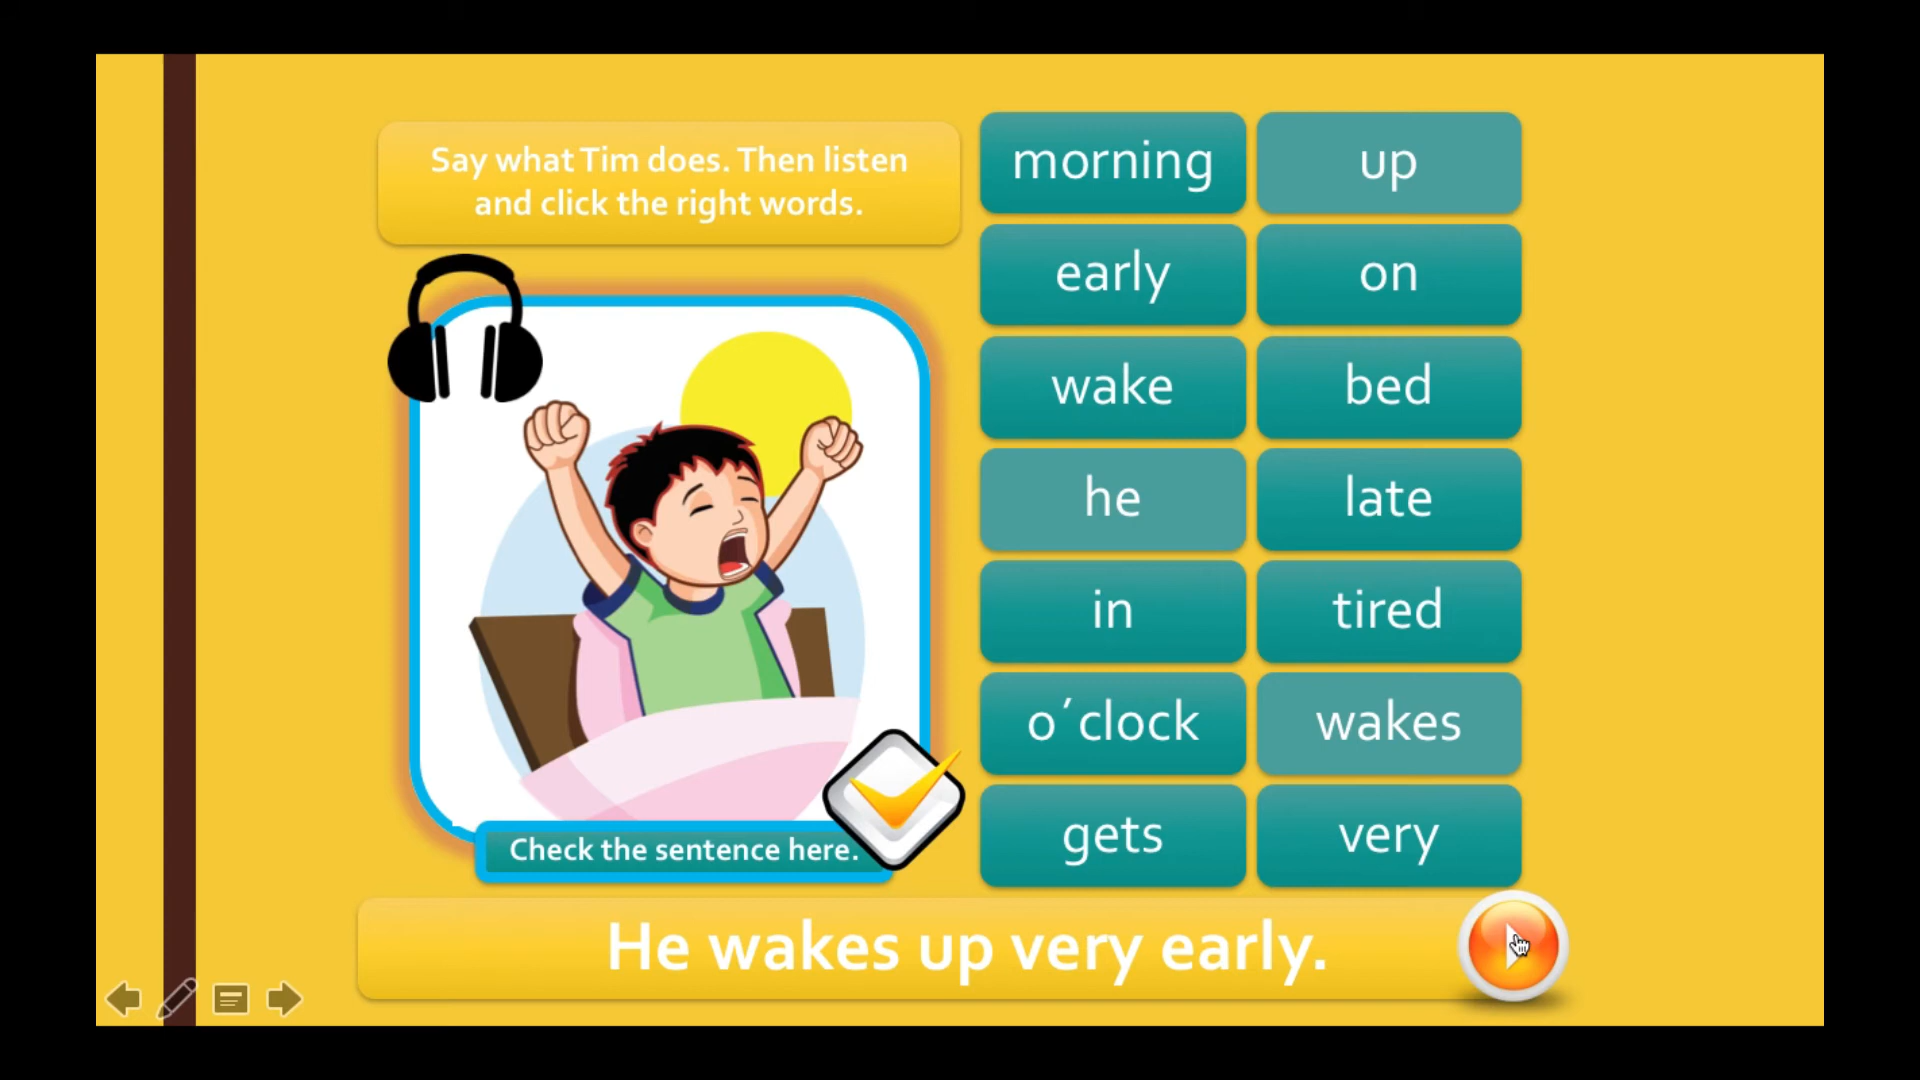 Say what Tim does. Then listen
and click the right words.
morning
up
early
on
wake
bed
he
late
in
tired
o´clock
wakes
gets
very
Check the sentence here.
He wakes up very early.